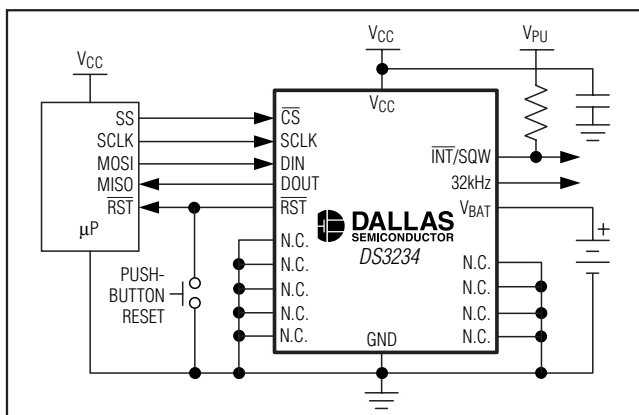 VCC
VCC
VPU
VCC
SS
SCLK
MOSI
MISO
RST
μP
CS
SCLK
DIN
DOUT
RST
N.C.
N.C.
N.C.
N.C.
N.C.
INT/SQW
32kHz
VBAT
+
N.C.
N.C.
N.C.
N.C.
DALLAS
SEMICONDUCTOR
DS3234
PUSH-
BUTTON
RESET
GND